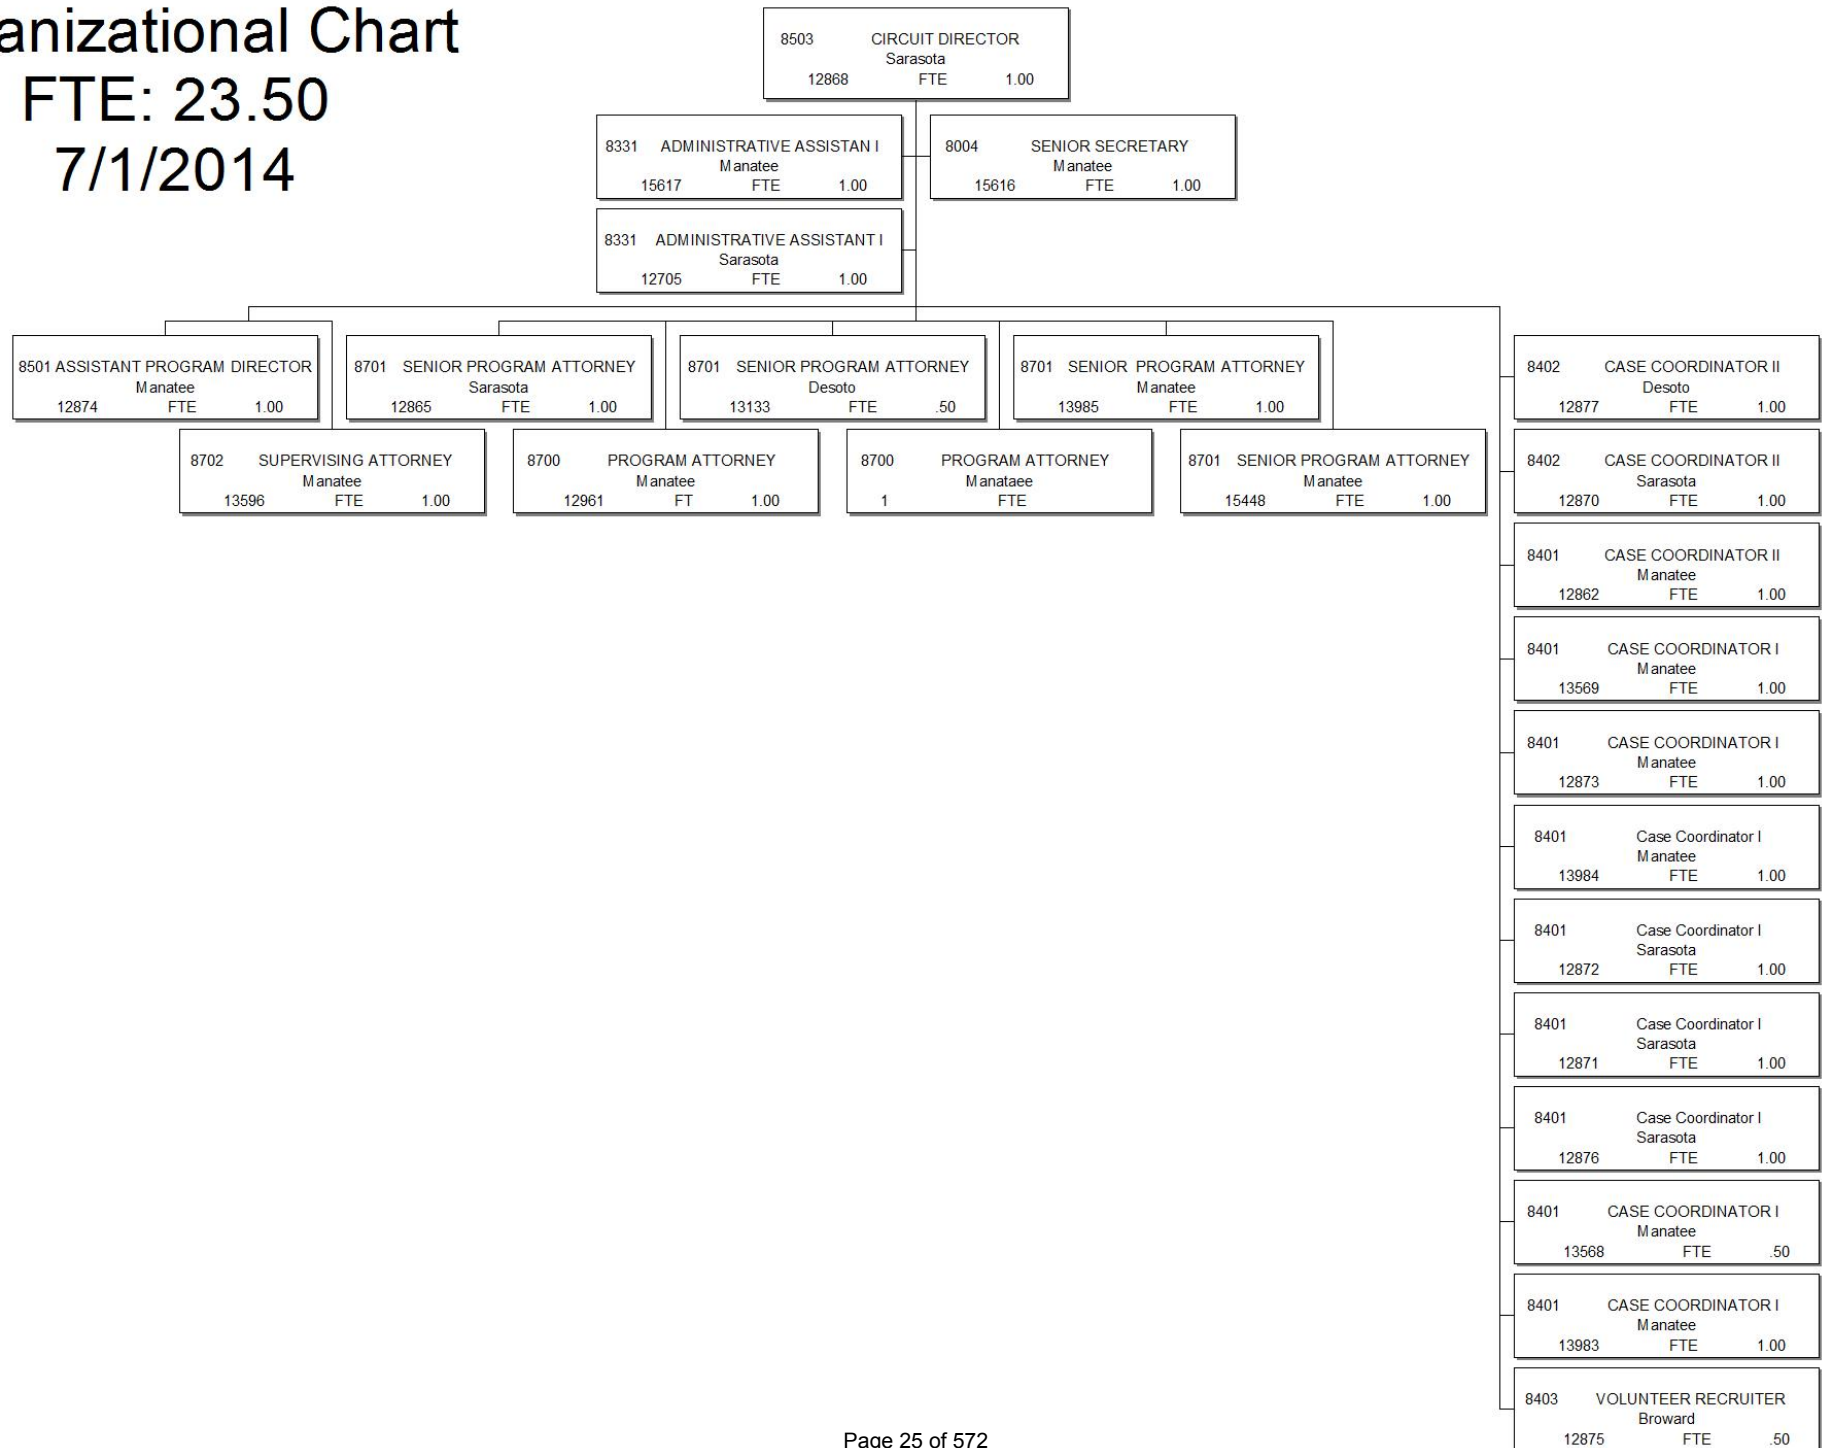 anizational Chart
FTE: 23.50
7/1/2014
8503 CIRCUIT DIRECTOR
Sarasota
12868 FTE 1.00
8331 ADMINISTRATIVE ASSISTAN I
Manatee
15617 FTE 1.00
8004 SENIOR SECRETARY
Manatee
15616 FTE 1.00
8331 ADMINISTRATIVE ASSISTANT I
Sarasota
12705 FTE 1.00
8501 ASSISTANT PROGRAM DIRECTOR
Manatee
12874 FTE 1.00
8701 SENIOR PROGRAM ATTORNEY
Sarasota
12865 FTE 1.00
8701 SENIOR PROGRAM ATTORNEY
Desoto
13133 FTE .50
8701 SENIOR PROGRAM ATTORNEY
Manatee
13985 FTE 1.00
8702 SUPERVISING ATTORNEY
Manatee
13596 FTE 1.00
8700 PROGRAM ATTORNEY
Manatee
12961 FT 1.00
8700 PROGRAM ATTORNEY
Manataee
1 FTE
8701 SENIOR PROGRAM ATTORNEY
Manatee
15448 FTE 1.00
8402 CASE COORDINATOR II
Desoto
12877 FTE 1.00
8402 CASE COORDINATOR II
Sarasota
12870 FTE 1.00
8401 CASE COORDINATOR II
Manatee
12862 FTE 1.00
8401 CASE COORDINATOR I
Manatee
13569 FTE 1.00
8401 CASE COORDINATOR I
Manatee
12873 FTE 1.00
8401 Case Coordinator I
Manatee
13984 FTE 1.00
8401 Case Coordinator I
Sarasota
12872 FTE 1.00
8401 Case Coordinator I
Sarasota
12871 FTE 1.00
8401 Case Coordinator I
Sarasota
12876 FTE 1.00
8401 CASE COORDINATOR I
Manatee
13568 FTE .50
8401 CASE COORDINATOR I
Manatee
13983 FTE 1.00
8403 VOLUNTEER RECRUITER
Broward
12875 FTE .50
Page 25 of 572